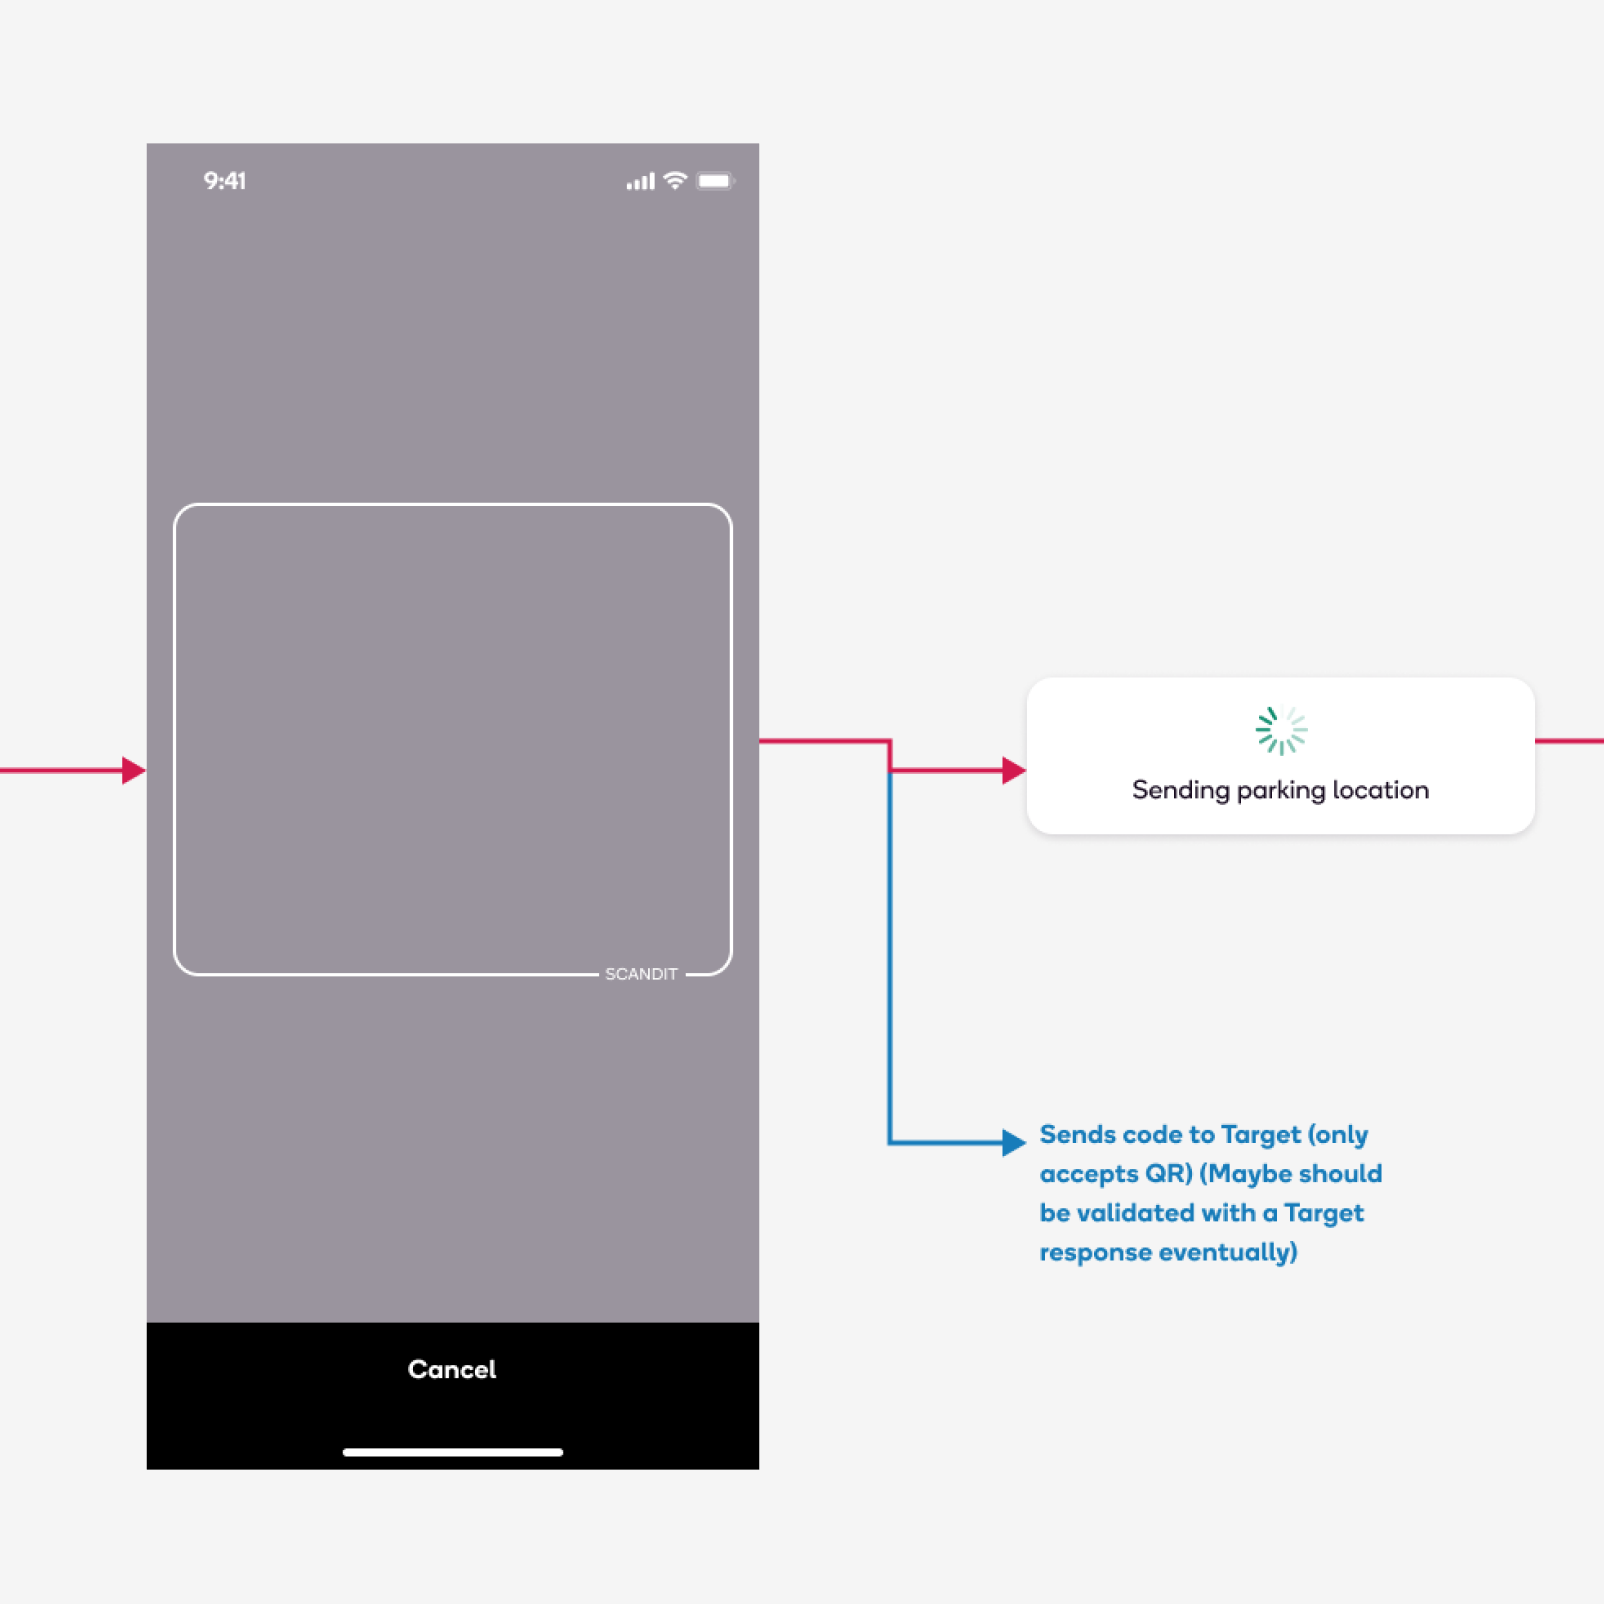 9:41
SCANDIT
Cancel
Sending parking location
Sends code to Target (only
accepts QR) (Maybe should
be validated with a Target
response eventually)